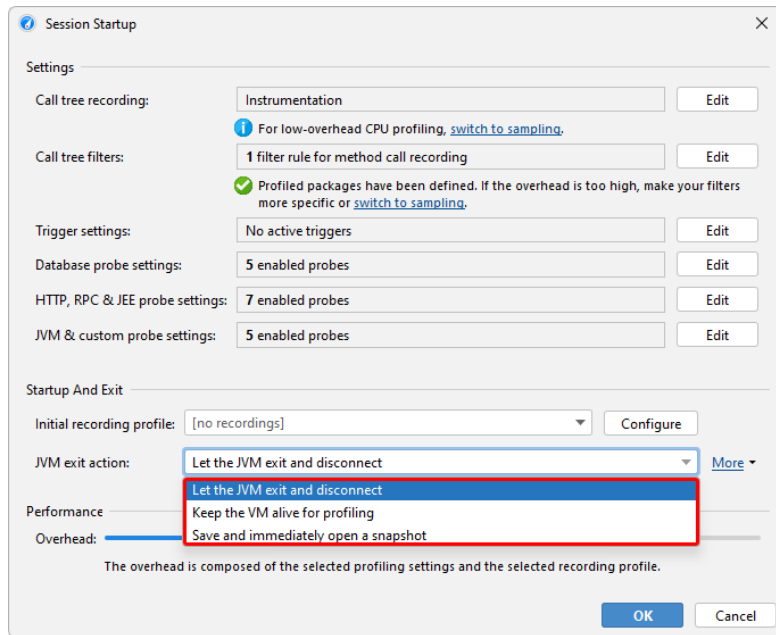 Session Startup
Settings
Call tree recording: Instrumentation Edit
For low-overhead CPU profiling, switch to sampling.
Call tree filters: 1 filter rule for method call recording Edit
Profiled packages have been defined. If the overhead is too high, make your filters
more specific or switch to sampling.
Trigger settings: No active triggers Edit
Database probe settings: 5 enabled probes Edit
HTTP, RPC & JEE probe settings: 7 enabled probes Edit
JVM & custom probe settings: 5 enabled probes Edit
Startup And Exit
Initial recording profile: [no recordings] Configure
JVM exit action: Let the JVM exit and disconnect More
Let the JVM exit and disconnect
Keep the VM alive for profiling
Performance
Save and immediately open a snapshot
Overhead:
The overhead is composed of the selected profiling settings and the selected recording profile.
OK Cancel